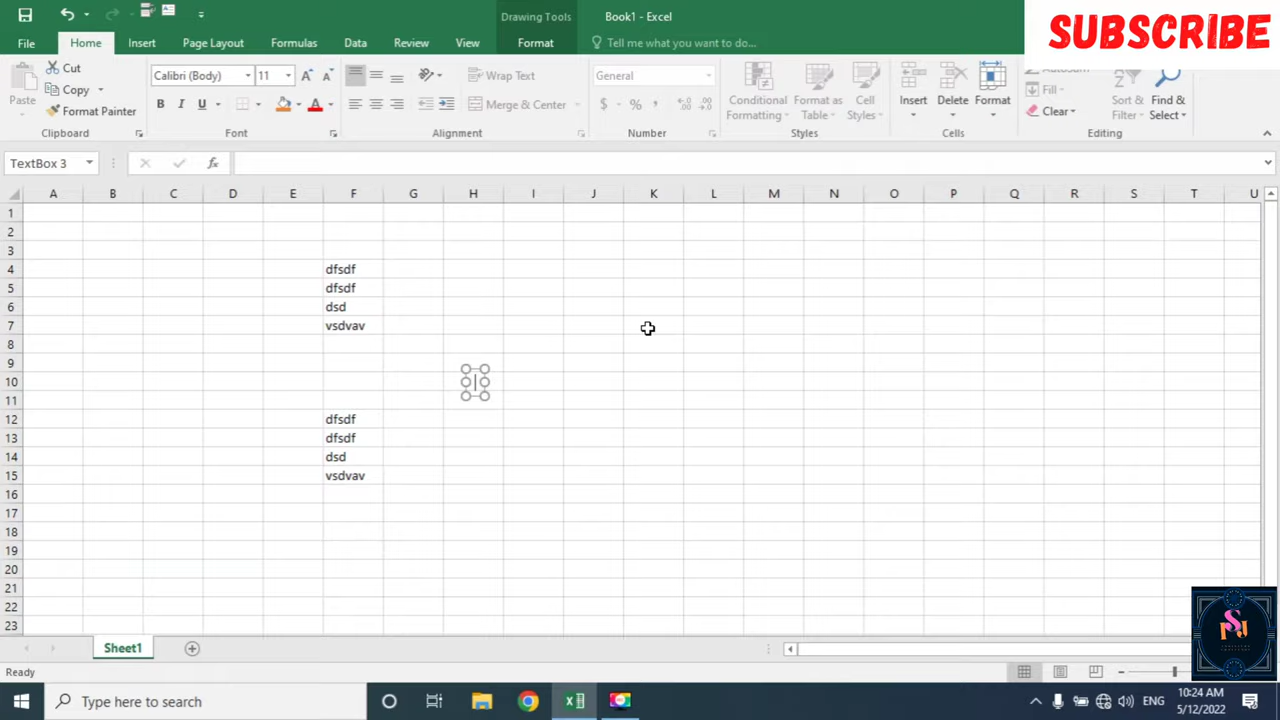 Drawing Tools
Book1 - Excel
SUBSCRIBE
File
Home
Insert
Page Layout
Formulas
Data
Review
View
Format
Tell me what you want to do...
Paste
Cut
Copy
Format Painter
Clipboard
Calibri (Body)
11
B I U
Font
Wrap Text
Merge & Center
Alignment
General
$ % ,
Number
Conditional Formatting
Format as Table
Cell Styles
Styles
Insert
Delete
Format
Cells
AutoSum
Fill
Clear
Sort & Filter
Find & Select
Editing
TextBox 3
fx
A B C D E F G H I J K L M N O P Q R S T U
1
2
3
4 dfsdf
5 dfsdf
6 dsd
7 vsdvav
8
9
10
11
12 dfsdf
13 dfsdf
14 dsd
15 vsdvav
16
17
18
19
20
21
22
23
Sheet1
Ready
Type here to search
ENG
10:24 AM
5/12/2022